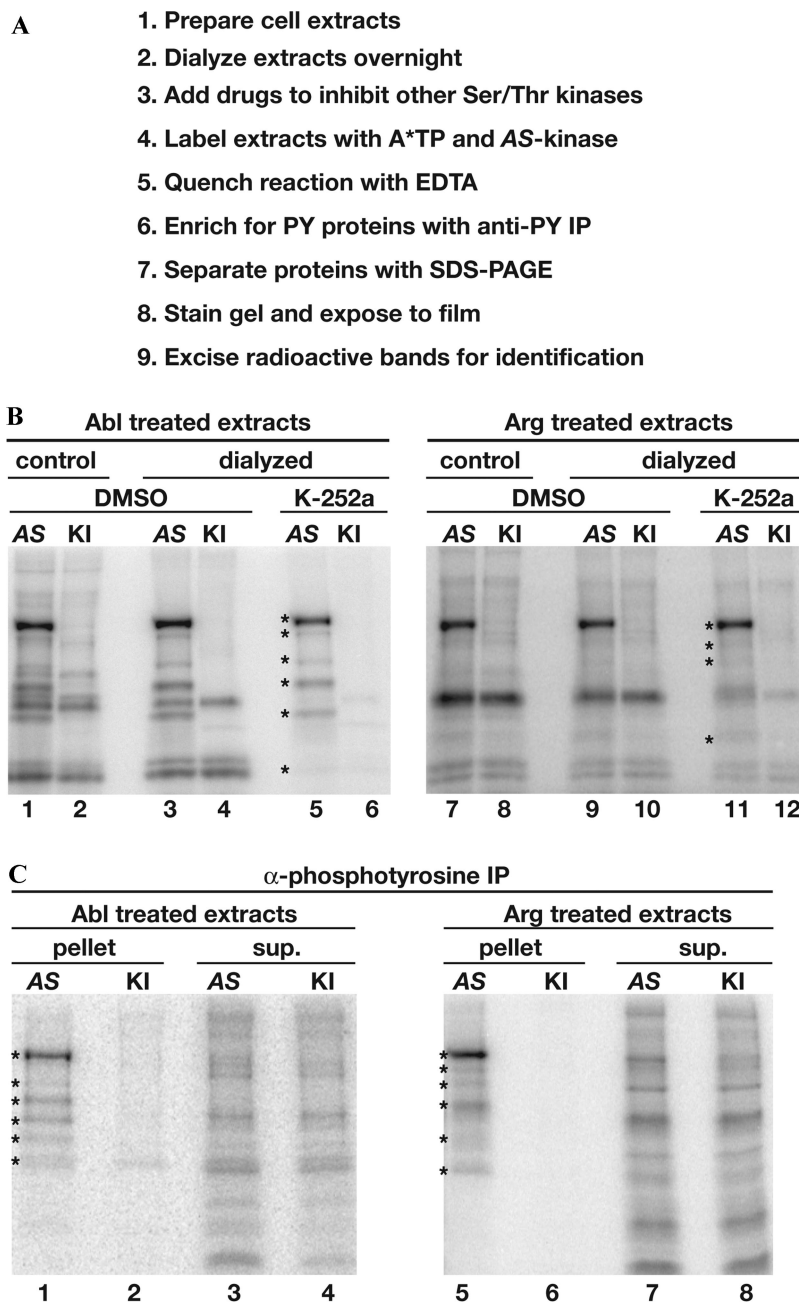 A
1. Prepare cell extracts
2. Dialyze extracts overnight
3. Add drugs to inhibit other Ser/Thr kinases
4. Label extracts with A*TP and AS-kinase
5. Quench reaction with EDTA
6. Enrich for PY proteins with anti-PY IP
7. Separate proteins with SDS-PAGE
8. Stain gel and expose to film
9. Excise radioactive bands for identification
B
Abl treated extracts Arg treated extracts
control dialyzed control dialyzed
DMSO K-252a DMSO K-252a
AS KI AS KI AS KI AS KI AS KI AS KI
*
*
*
*
*
*
*
*
*
*
1 2 3 4 5 6 7 8 9 10 11 12
C
α-phosphotyrosine IP
Abl treated extracts Arg treated extracts
pellet sup. pellet sup.
AS KI AS KI AS KI AS KI
*
*
*
*
*
*
*
*
*
*
*
*
1 2 3 4 5 6 7 8